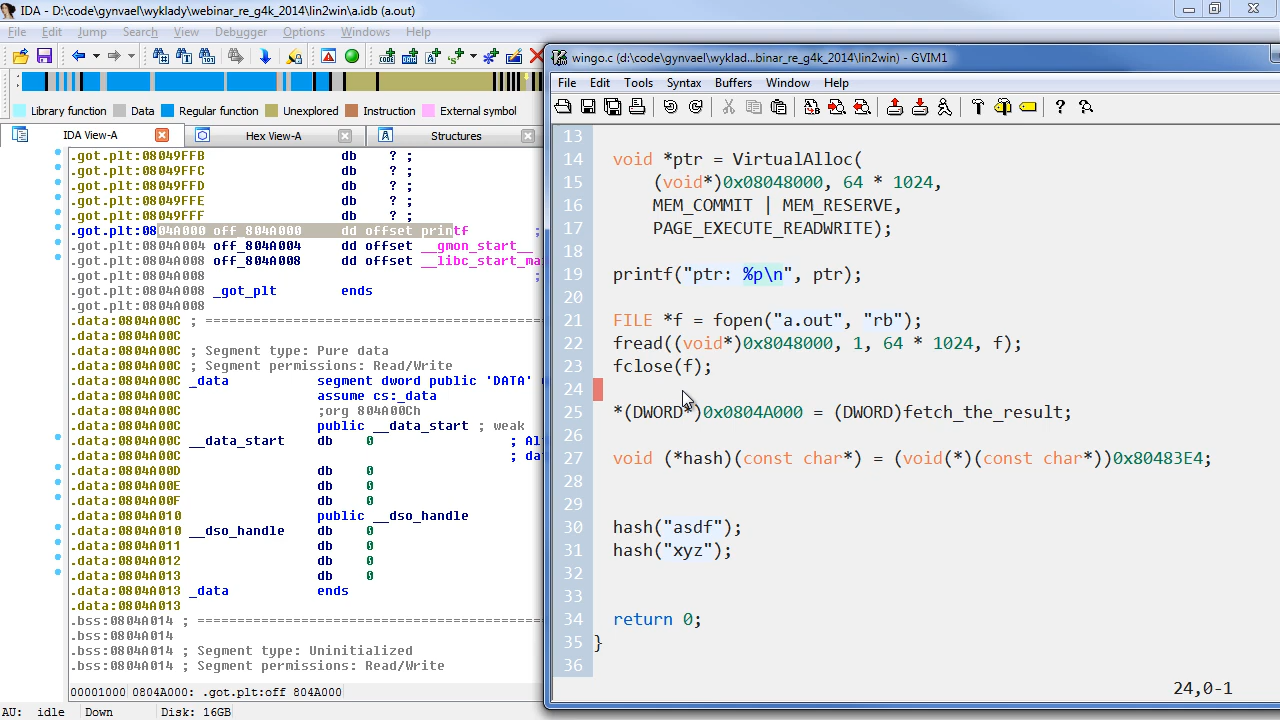 IDA - D:\code\gynvael\wyklady\webinar_re_g4k_2014\lin2win\a.idb (a.out)
File Edit Jump Search View Debugger Options Windows Help
Library function Data Regular function Unexplored Instruction External symbol
IDA View-A Hex View-A Structures
.got.plt:08049FFB db ? ;
.got.plt:08049FFC db ? ;
.got.plt:08049FFD db ? ;
.got.plt:08049FFE db ? ;
.got.plt:08049FFF db ? ;
.got.plt:0804A000 off_804A000 dd offset printf ;
.got.plt:0804A004 off_804A004 dd offset __gmon_start__
.got.plt:0804A008 off_804A008 dd offset __libc_start_ma
.got.plt:0804A008 ;
.got.plt:0804A008 _got_plt ends
.got.plt:0804A008
.data:0804A00C ; ========================================
.data:0804A00C
.data:0804A00C ; Segment type: Pure data
.data:0804A00C ; Segment permissions: Read/Write
.data:0804A00C _data segment dword public 'DATA'
.data:0804A00C assume cs:_data
.data:0804A00C ;org 804A00Ch
.data:0804A00C public __data_start ; weak
.data:0804A00C __data_start db 0 ; Al
.data:0804A00C ; da
.data:0804A00D db 0
.data:0804A00E db 0
.data:0804A00F db 0
.data:0804A010 public __dso_handle
.data:0804A010 __dso_handle db 0
.data:0804A011 db 0
.data:0804A012 db 0
.data:0804A013 db 0
.data:0804A013 _data ends
.data:0804A013
.bss:0804A014 ; ========================================
.bss:0804A014
.bss:0804A014 ; Segment type: Uninitialized
.bss:0804A014 ; Segment permissions: Read/Write
00001000 0804A000: .got.plt:off_804A000
AU: idle Down Disk: 16GB
wingo.c (d:\code\gynvael\wyklad...binar_re_g4k_2014\lin2win) - GVIM1
File Edit Tools Syntax Buffers Window Help
13
14 void *ptr = VirtualAlloc(
15 (void*)0x08048000, 64 * 1024,
16 MEM_COMMIT | MEM_RESERVE,
17 PAGE_EXECUTE_READWRITE);
18
19 printf("ptr: %p\n", ptr);
20
21 FILE *f = fopen("a.out", "rb");
22 fread((void*)0x8048000, 1, 64 * 1024, f);
23 fclose(f);
24
25 *(DWORD*)0x0804A000 = (DWORD)fetch_the_result;
26
27 void (*hash)(const char*) = (void(*)(const char*))0x80483E4;
28
29
30 hash("asdf");
31 hash("xyz");
32
33
34 return 0;
35 }
36
24,0-1